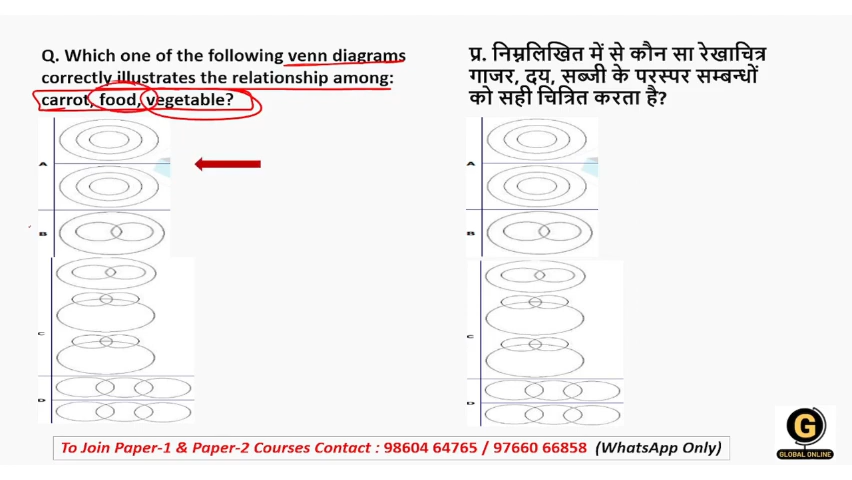 Q. Which one of the following venn diagrams
correctly illustrates the relationship among:
carrot, food, vegetable?
A
B
C
D
प्र. निम्नलिखित में से कौन सा रेखाचित्र
गाजर, दय, सब्जी के परस्पर सम्बन्धों
को सही चित्रित करता है?
A
B
C
D
To Join Paper-1 & Paper-2 Courses Contact : 98604 64765 / 97660 66858 (WhatsApp Only)
G
GLOBAL ONLINE